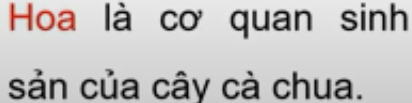 Hoa là cơ quan sinh
sản của cây cà chua.